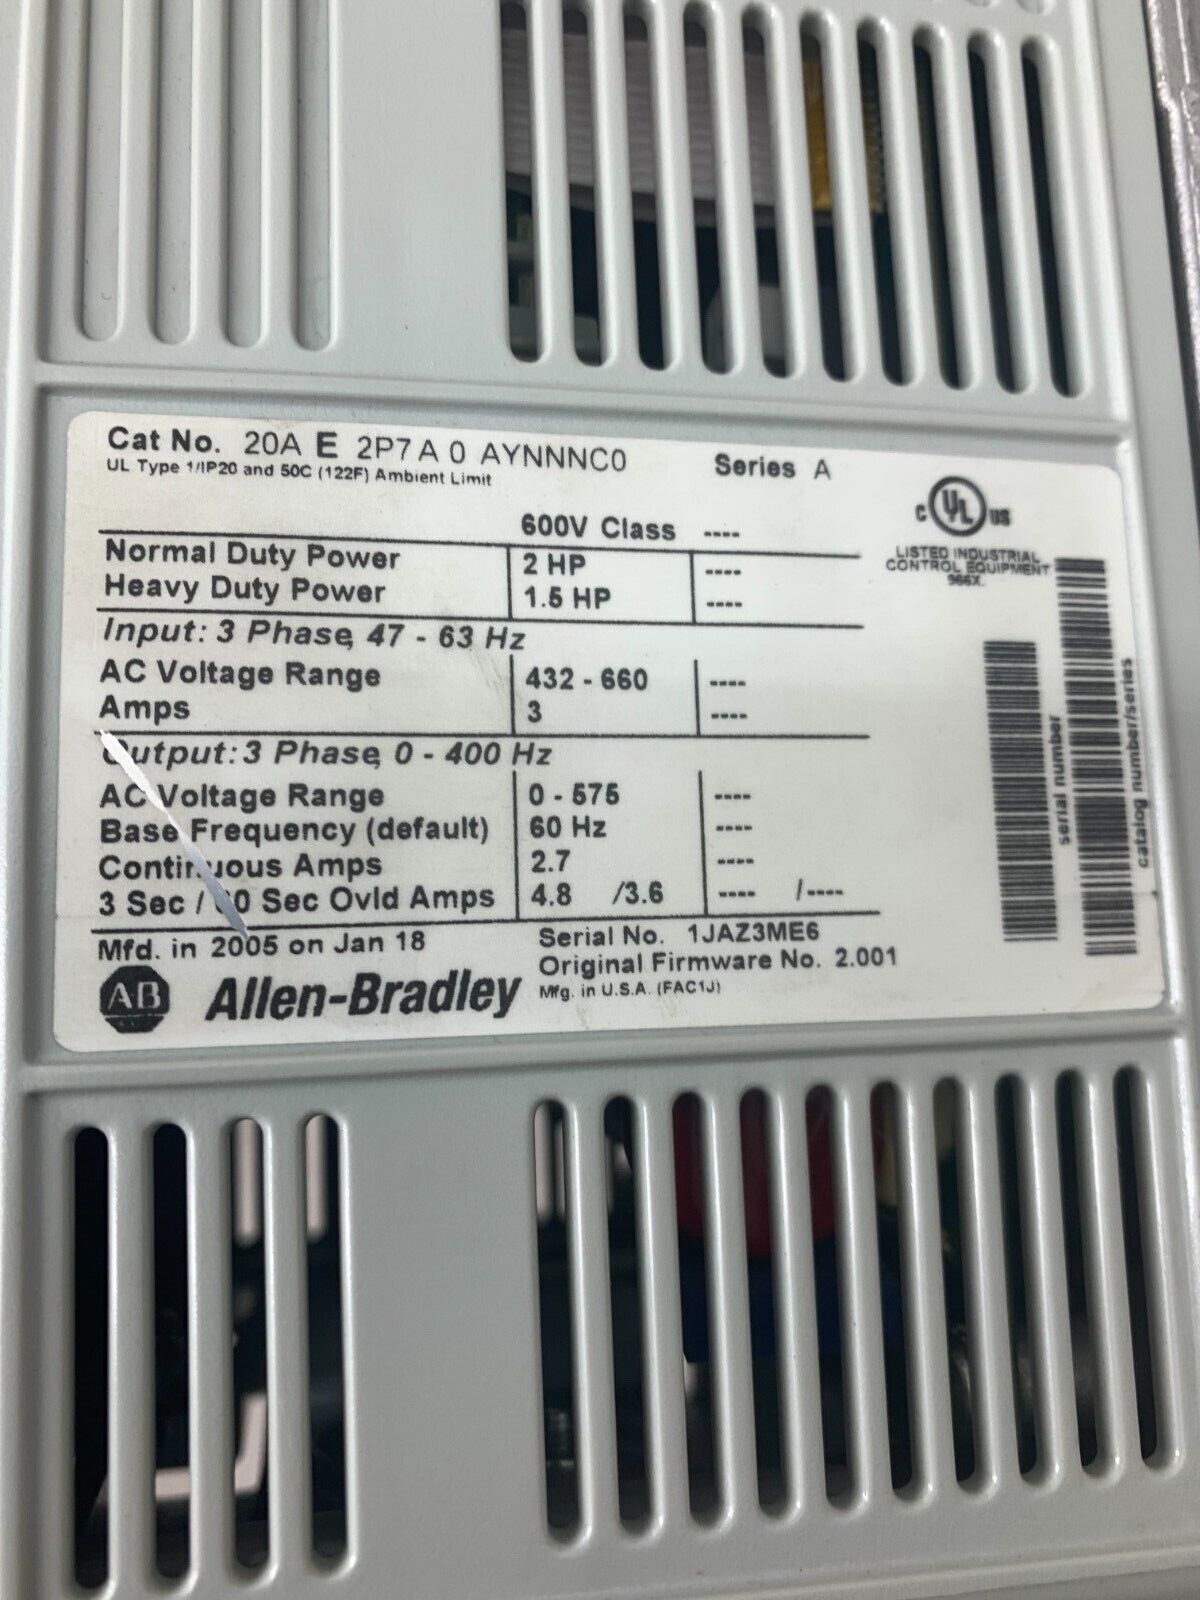 Cat No. 20A E 2P7 A 0 AYNNNC0 Series A
UL Type 1/IP20 and 50C (122F) Ambient Limit
600V Class ----
Normal Duty Power 2 HP ----
Heavy Duty Power 1.5 HP ----
Input: 3 Phase, 47 - 63 Hz
AC Voltage Range 432 - 660 ----
Amps 3 ----
Output: 3 Phase, 0 - 400 Hz
AC Voltage Range 0 - 575 ----
Base Frequency (default) 60 Hz ----
Continuous Amps 2.7 ----
3 Sec / 60 Sec Ovld Amps 4.8 /3.6 ---- /----
Mfd. in 2005 on Jan 18
Serial No. 1JAZ3ME6
Original Firmware No. 2.001
Mfg. in U.S.A. (FAC1J)
AB Allen-Bradley
C UL US
LISTED INDUSTRIAL
CONTROL EQUIPMENT
966X
serial number
catalog number/series